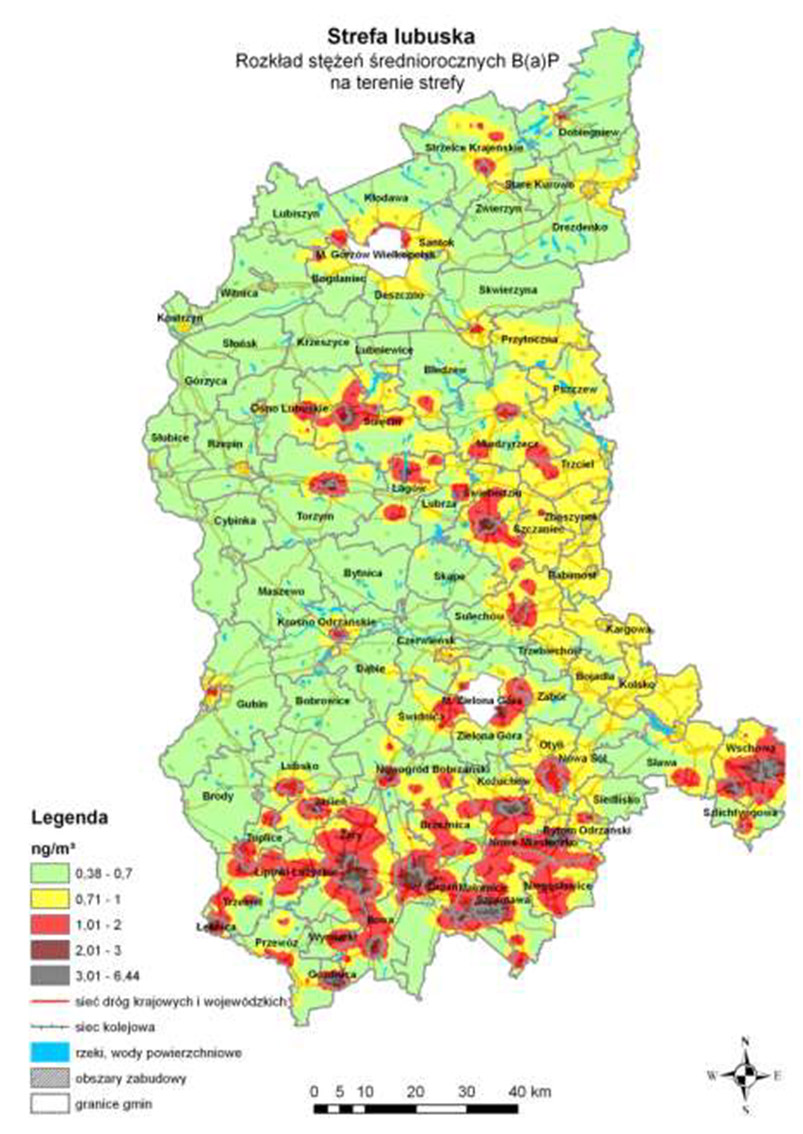 Strefa lubuska
Rozkład stężeń średniorocznych B(a)P
na terenie strefy
Dobiegniew
Strzelce Krajeńskie
Stare Kurowo
Kłodawa
Zwierzyn
Lubiszyn
Drezdenko
Santok
M. Gorzów Wielkopolsk
Bogdaniec
Witnica
Deszczno
Skwierzyna
Kostrzyn
Przytoczna
Słońsk
Krzeszyce
Lubniewice
Bledzew
Górzyca
Pszczew
Ośno Lubuskie
Sulęcin
Słubice
Rzepin
Międzyrzecz
Trzciel
Łagów
Świebodzin
Lubrza
Cybinka
Torzym
Zbąszynek
Szczaniec
Bytnica
Skąpe
Babimost
Maszewo
Sulechów
Krosno Odrzańskie
Kargowa
Czerwieńsk
Trzebiechów
Dąbie
Bojadła
Kolsko
Gubin
Bobrowice
M. Zielona Góra
Zabór
Świdnica
Zielona Góra
Otyń
Wschowa
Nowa Sól
Sława
Lubsko
Nowogród Bobrzański
Kożuchów
Brody
Jasień
Siedlisko
Szlichtyngowa
Żary
Brzeźnica
Bytom Odrzański
Tuplice
Nowe Miasteczko
Lipinki Łużyckie
Żagań
Małomice
Niegosławice
Trzebiel
Szprotawa
Łęknica
Iłowa
Przewóz
Wymiarki
Gozdnica
Legenda
ng/m³
0,38 - 0,7
0,71 - 1
1,01 - 2
2,01 - 3
3,01 - 6,44
sieć dróg krajowych i wojewódzkich
siec kolejowa
rzeki, wody powierzchniowe
obszary zabudowy
granice gmin
0 5 10 20 30 40 km
N
W E
S